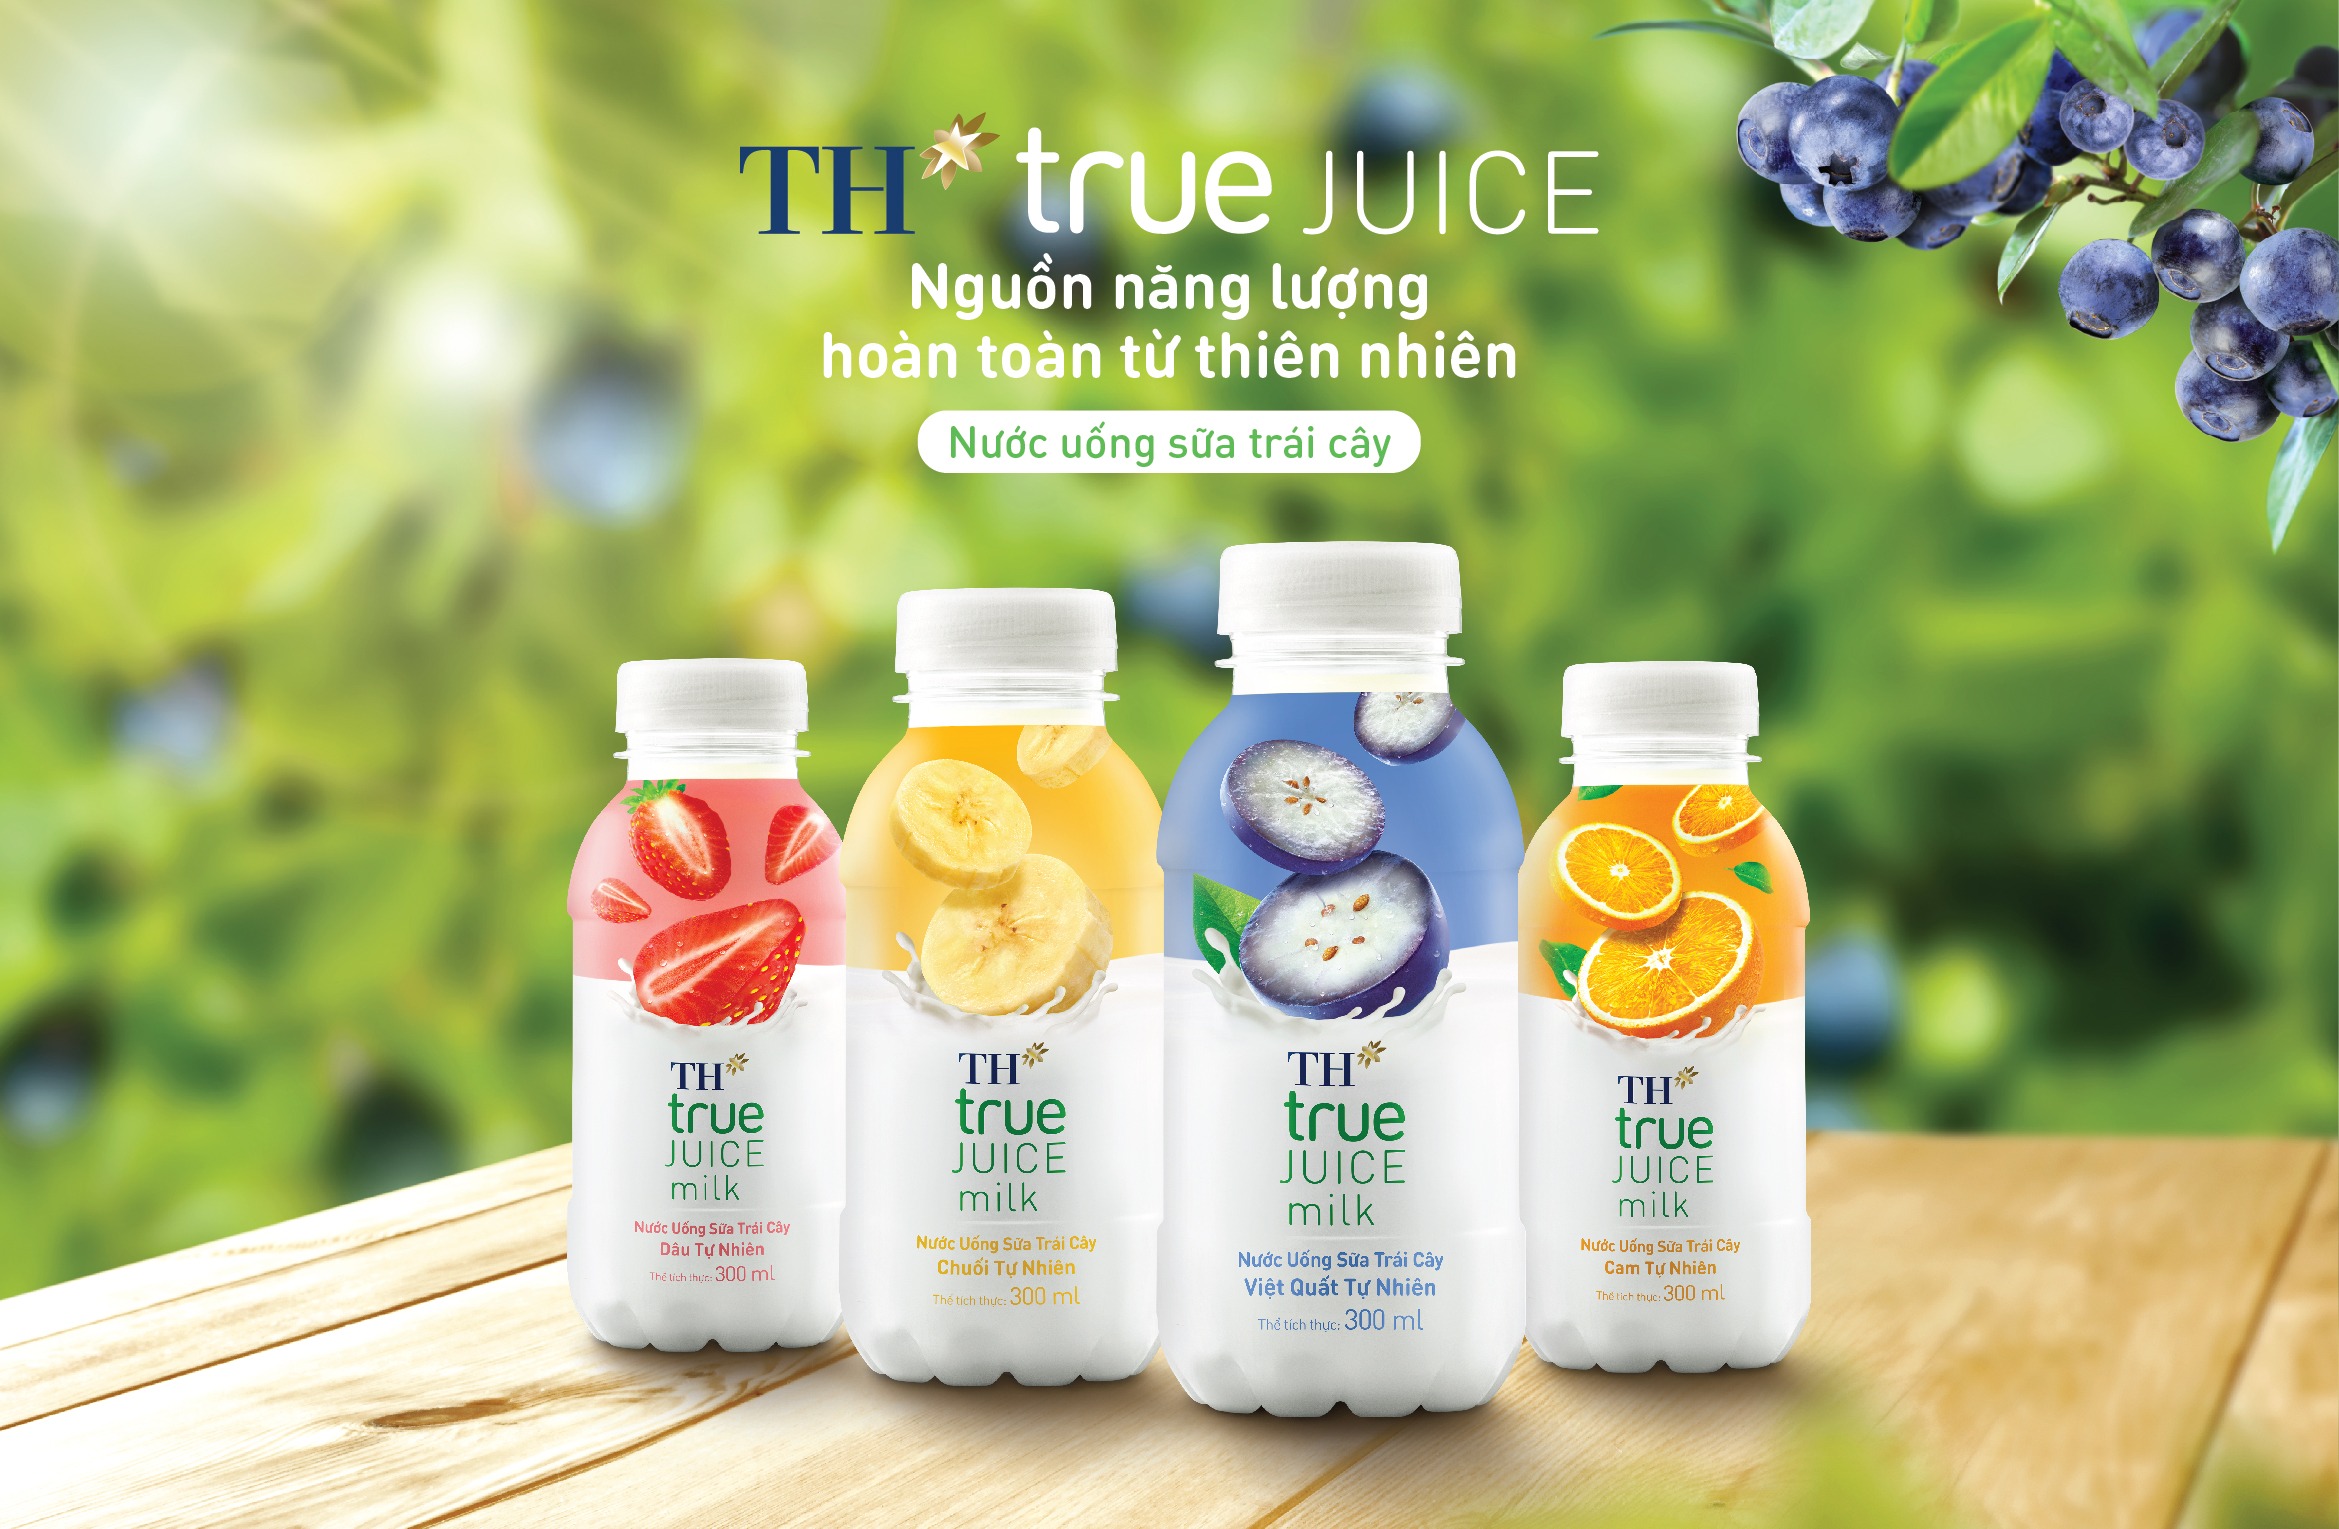 TH true JUICE
Nguồn năng lượng
hoàn toàn từ thiên nhiên
Nước uống sữa trái cây
TH
true
JUICE
milk
Nước Uống Sữa Trái Cây
Dâu Tự Nhiên
Thể tích thực: 300 ml
TH
true
JUICE
milk
Nước Uống Sữa Trái Cây
Chuối Tự Nhiên
Thể tích thực: 300 ml
TH
true
JUICE
milk
Nước Uống Sữa Trái Cây
Việt Quất Tự Nhiên
Thể tích thực: 300 ml
TH
true
JUICE
milk
Nước Uống Sữa Trái Cây
Cam Tự Nhiên
Thể tích thực: 300 ml